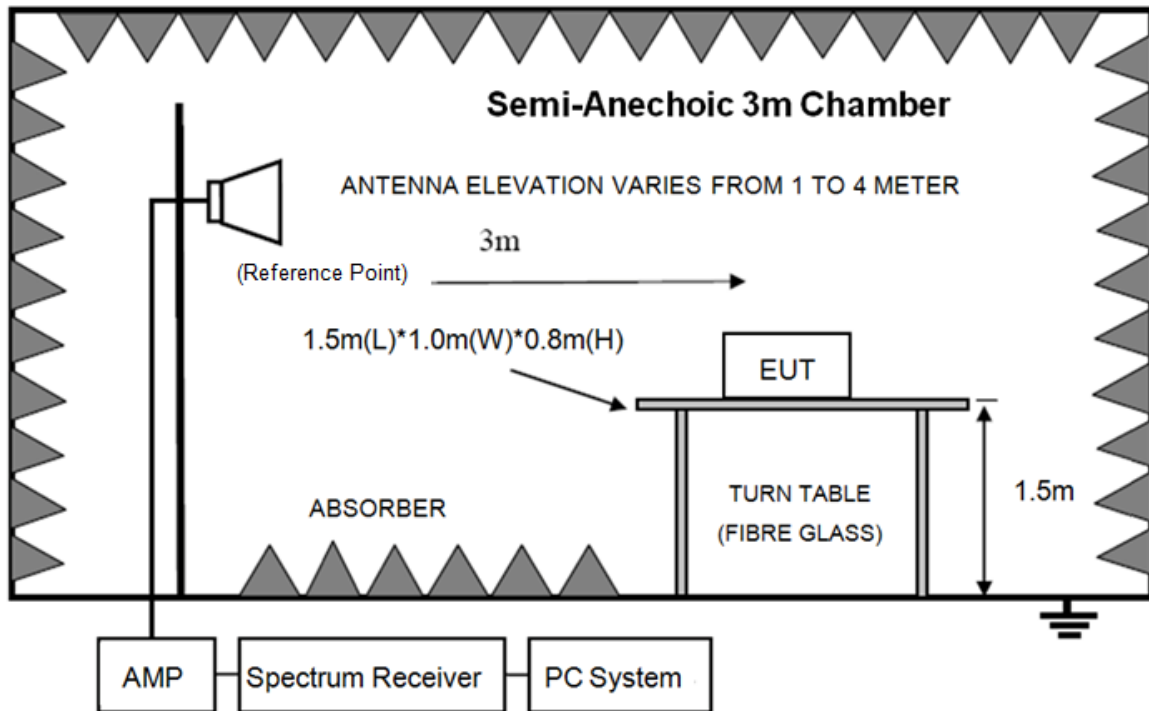 Semi-Anechoic 3m Chamber
ANTENNA ELEVATION VARIES FROM 1 TO 4 METER
3m
(Reference Point)
1.5m(L)*1.0m(W)*0.8m(H)
EUT
TURN TABLE
(FIBRE GLASS)
1.5m
ABSORBER
AMP
Spectrum Receiver
PC System